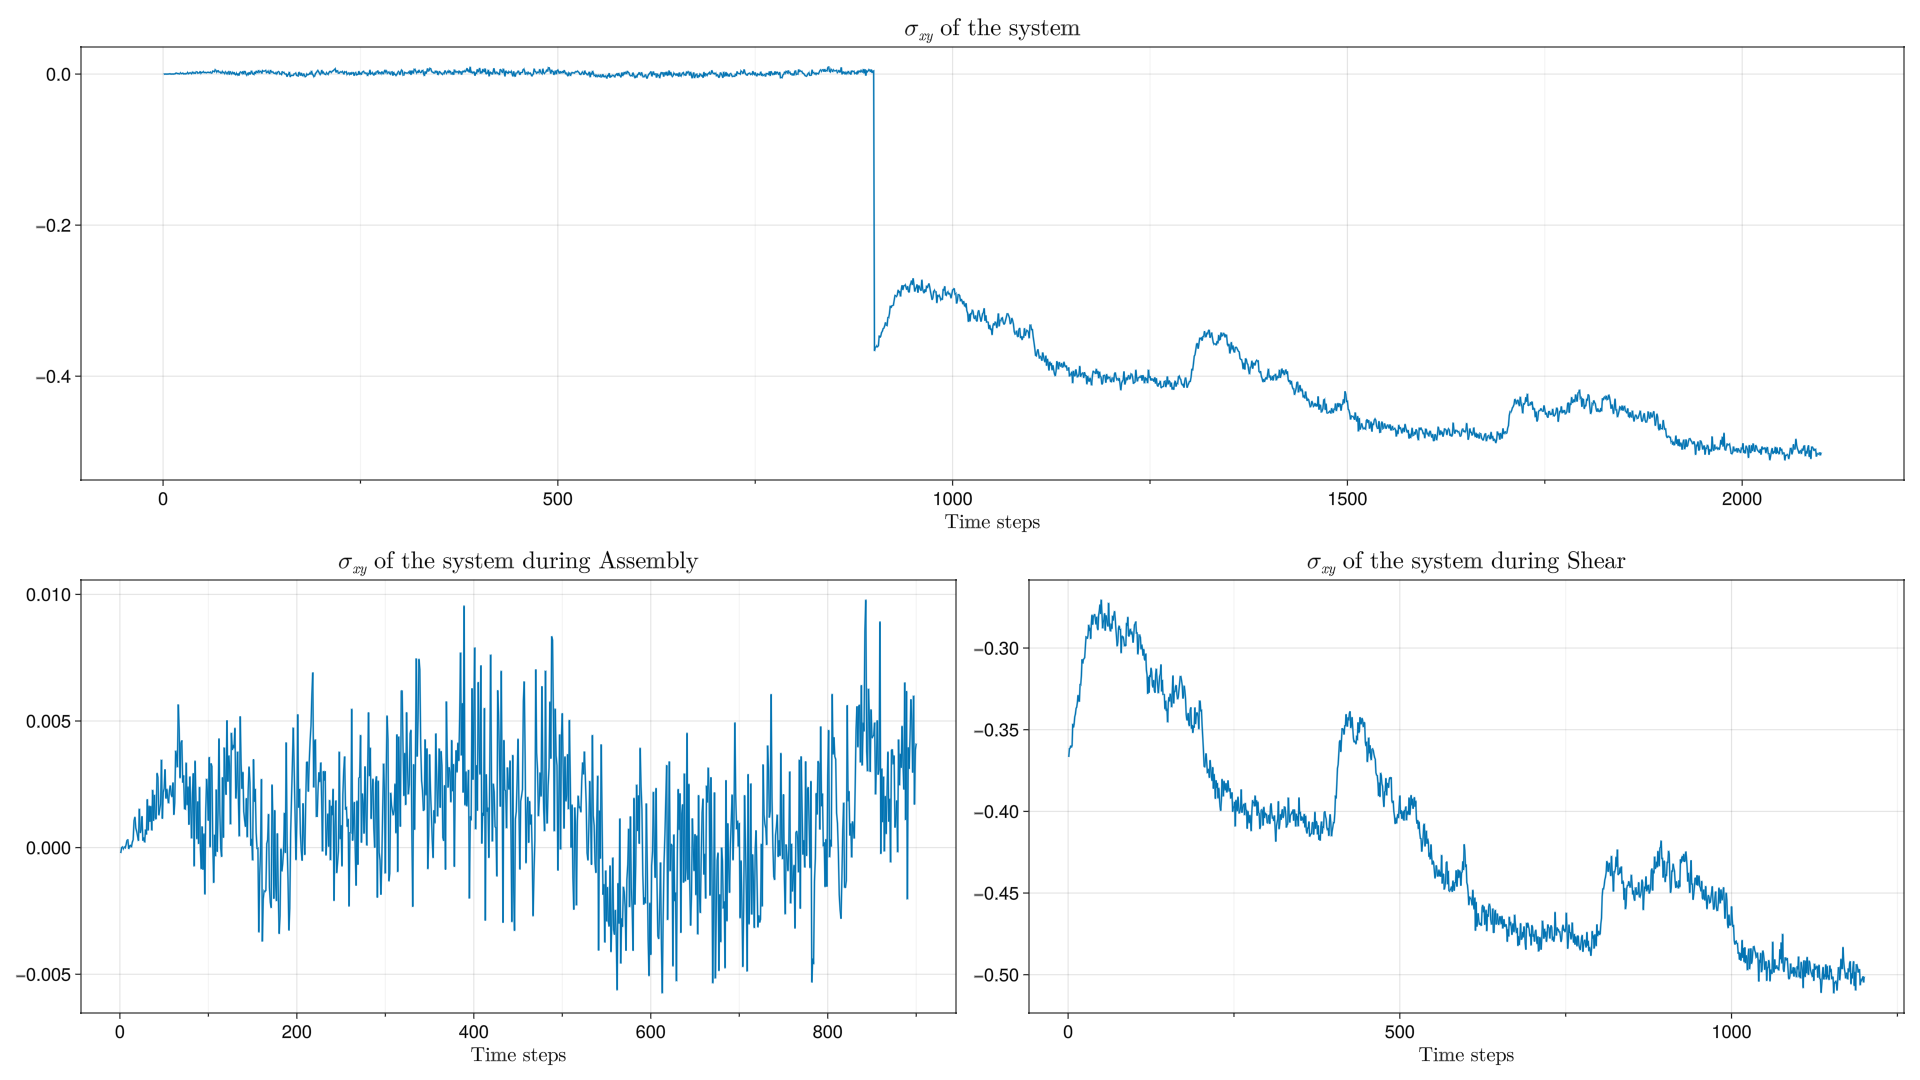 σxy of the system
0.0
−0.2
−0.4
0 500 1000 1500 2000
Time steps
σxy of the system during Assembly
0.010
0.005
0.000
−0.005
0 200 400 600 800
Time steps
σxy of the system during Shear
−0.30
−0.35
−0.40
−0.45
−0.50
0 500 1000
Time steps